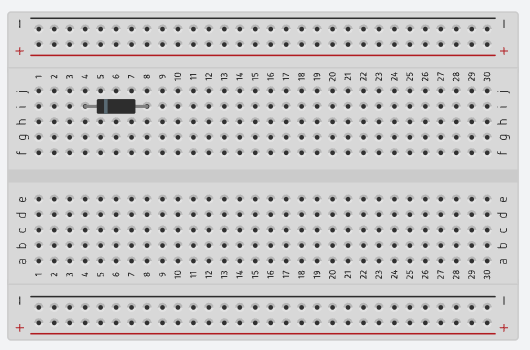 − −
+ +
1 2 3 4 5 6 7 8 9 10 11 12 13 14 15 16 17 18 19 20 21 22 23 24 25 26 27 28 29 30
j j
i i
h h
g g
f f
e e
d d
c c
b b
a a
1 2 3 4 5 6 7 8 9 10 11 12 13 14 15 16 17 18 19 20 21 22 23 24 25 26 27 28 29 30
− −
+ +